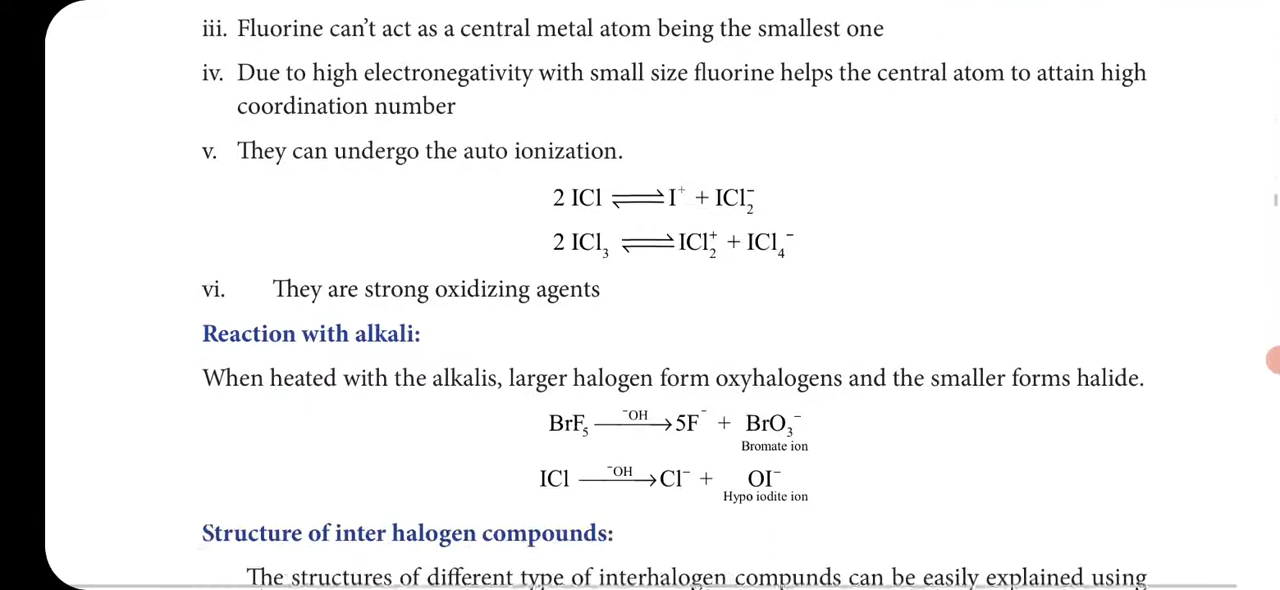 iii. Fluorine can’t act as a central metal atom being the smallest one
iv. Due to high electronegativity with small size fluorine helps the central atom to attain high
coordination number
v. They can undergo the auto ionization.
2 ICl ⇌ I⁺ + ICl₂⁻
2 ICl₃ ⇌ ICl₂⁺ + ICl₄⁻
vi. They are strong oxidizing agents
Reaction with alkali:
When heated with the alkalis, larger halogen form oxyhalogens and the smaller forms halide.
BrF₅ —⁻OH→ 5F⁻ + BrO₃⁻
Bromate ion
ICl —⁻OH→ Cl⁻ + OI⁻
Hypo iodite ion
Structure of inter halogen compounds:
The structures of different type of interhalogen compunds can be easily explained using